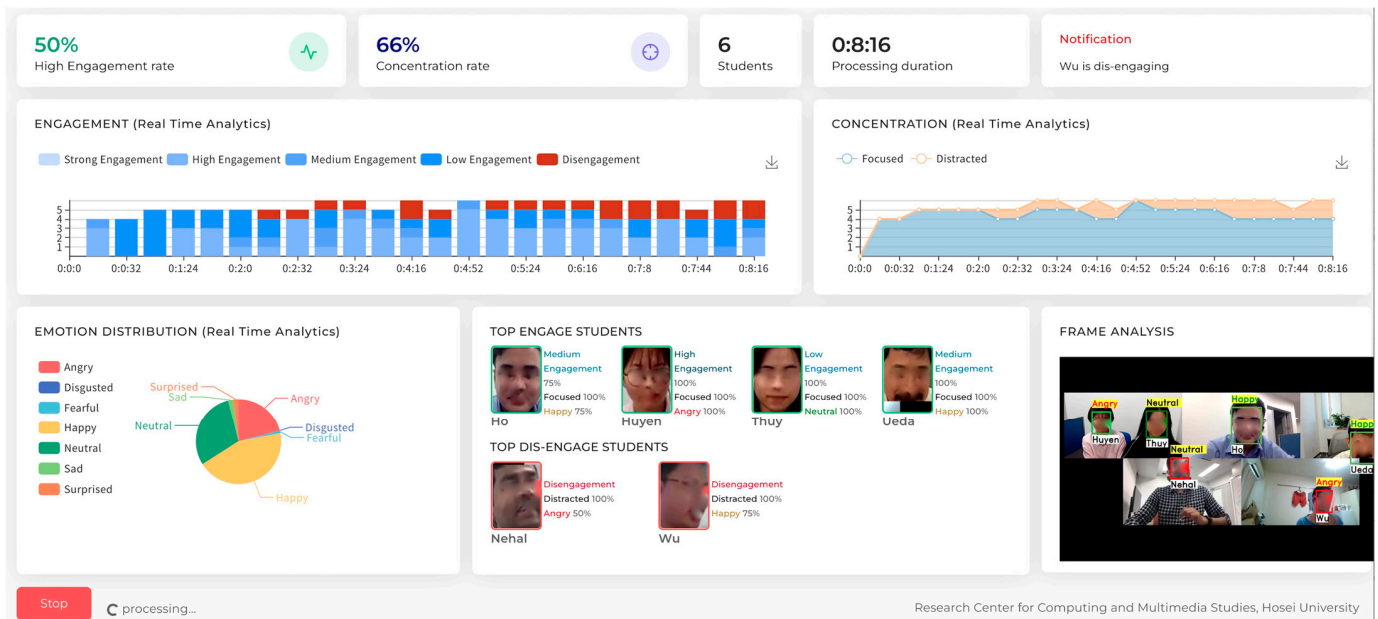 50%
High Engagement rate
66%
Concentration rate
6
Students
0:8:16
Processing duration
Notification
Wu is dis-engaging
ENGAGEMENT (Real Time Analytics)
Strong Engagement High Engagement Medium Engagement Low Engagement Disengagement
5
4
3
2
1
0:0:0 0:0:32 0:1:24 0:2:0 0:2:32 0:3:24 0:4:16 0:4:52 0:5:24 0:6:16 0:7:8 0:7:44 0:8:16
CONCENTRATION (Real Time Analytics)
Focused Distracted
5
4
3
2
1
0:0:0 0:0:32 0:1:24 0:2:0 0:2:32 0:3:24 0:4:16 0:4:52 0:5:24 0:6:16 0:7:8 0:7:44 0:8:16
EMOTION DISTRIBUTION (Real Time Analytics)
Angry
Disgusted
Fearful
Happy
Neutral
Sad
Surprised
Surprised
Sad
Neutral
Angry
Disgusted
Fearful
Happy
TOP ENGAGE STUDENTS
Medium
Engagement
75%
Focused 100%
Happy 75%
Ho
High
Engagement
100%
Focused 100%
Angry 100%
Huyen
Low
Engagement
100%
Focused 100%
Neutral 100%
Thuy
Medium
Engagement
100%
Focused 100%
Happy 100%
Ueda
TOP DIS-ENGAGE STUDENTS
Disengagement
Distracted 100%
Angry 50%
Nehal
Disengagement
Distracted 100%
Happy 75%
Wu
FRAME ANALYSIS
Angry
Huyen
Neutral
Thuy
Happy
Ho
Happ
Ueda
Neutral
Nehal
Angry
Wu
Stop
processing...
Research Center for Computing and Multimedia Studies, Hosei University